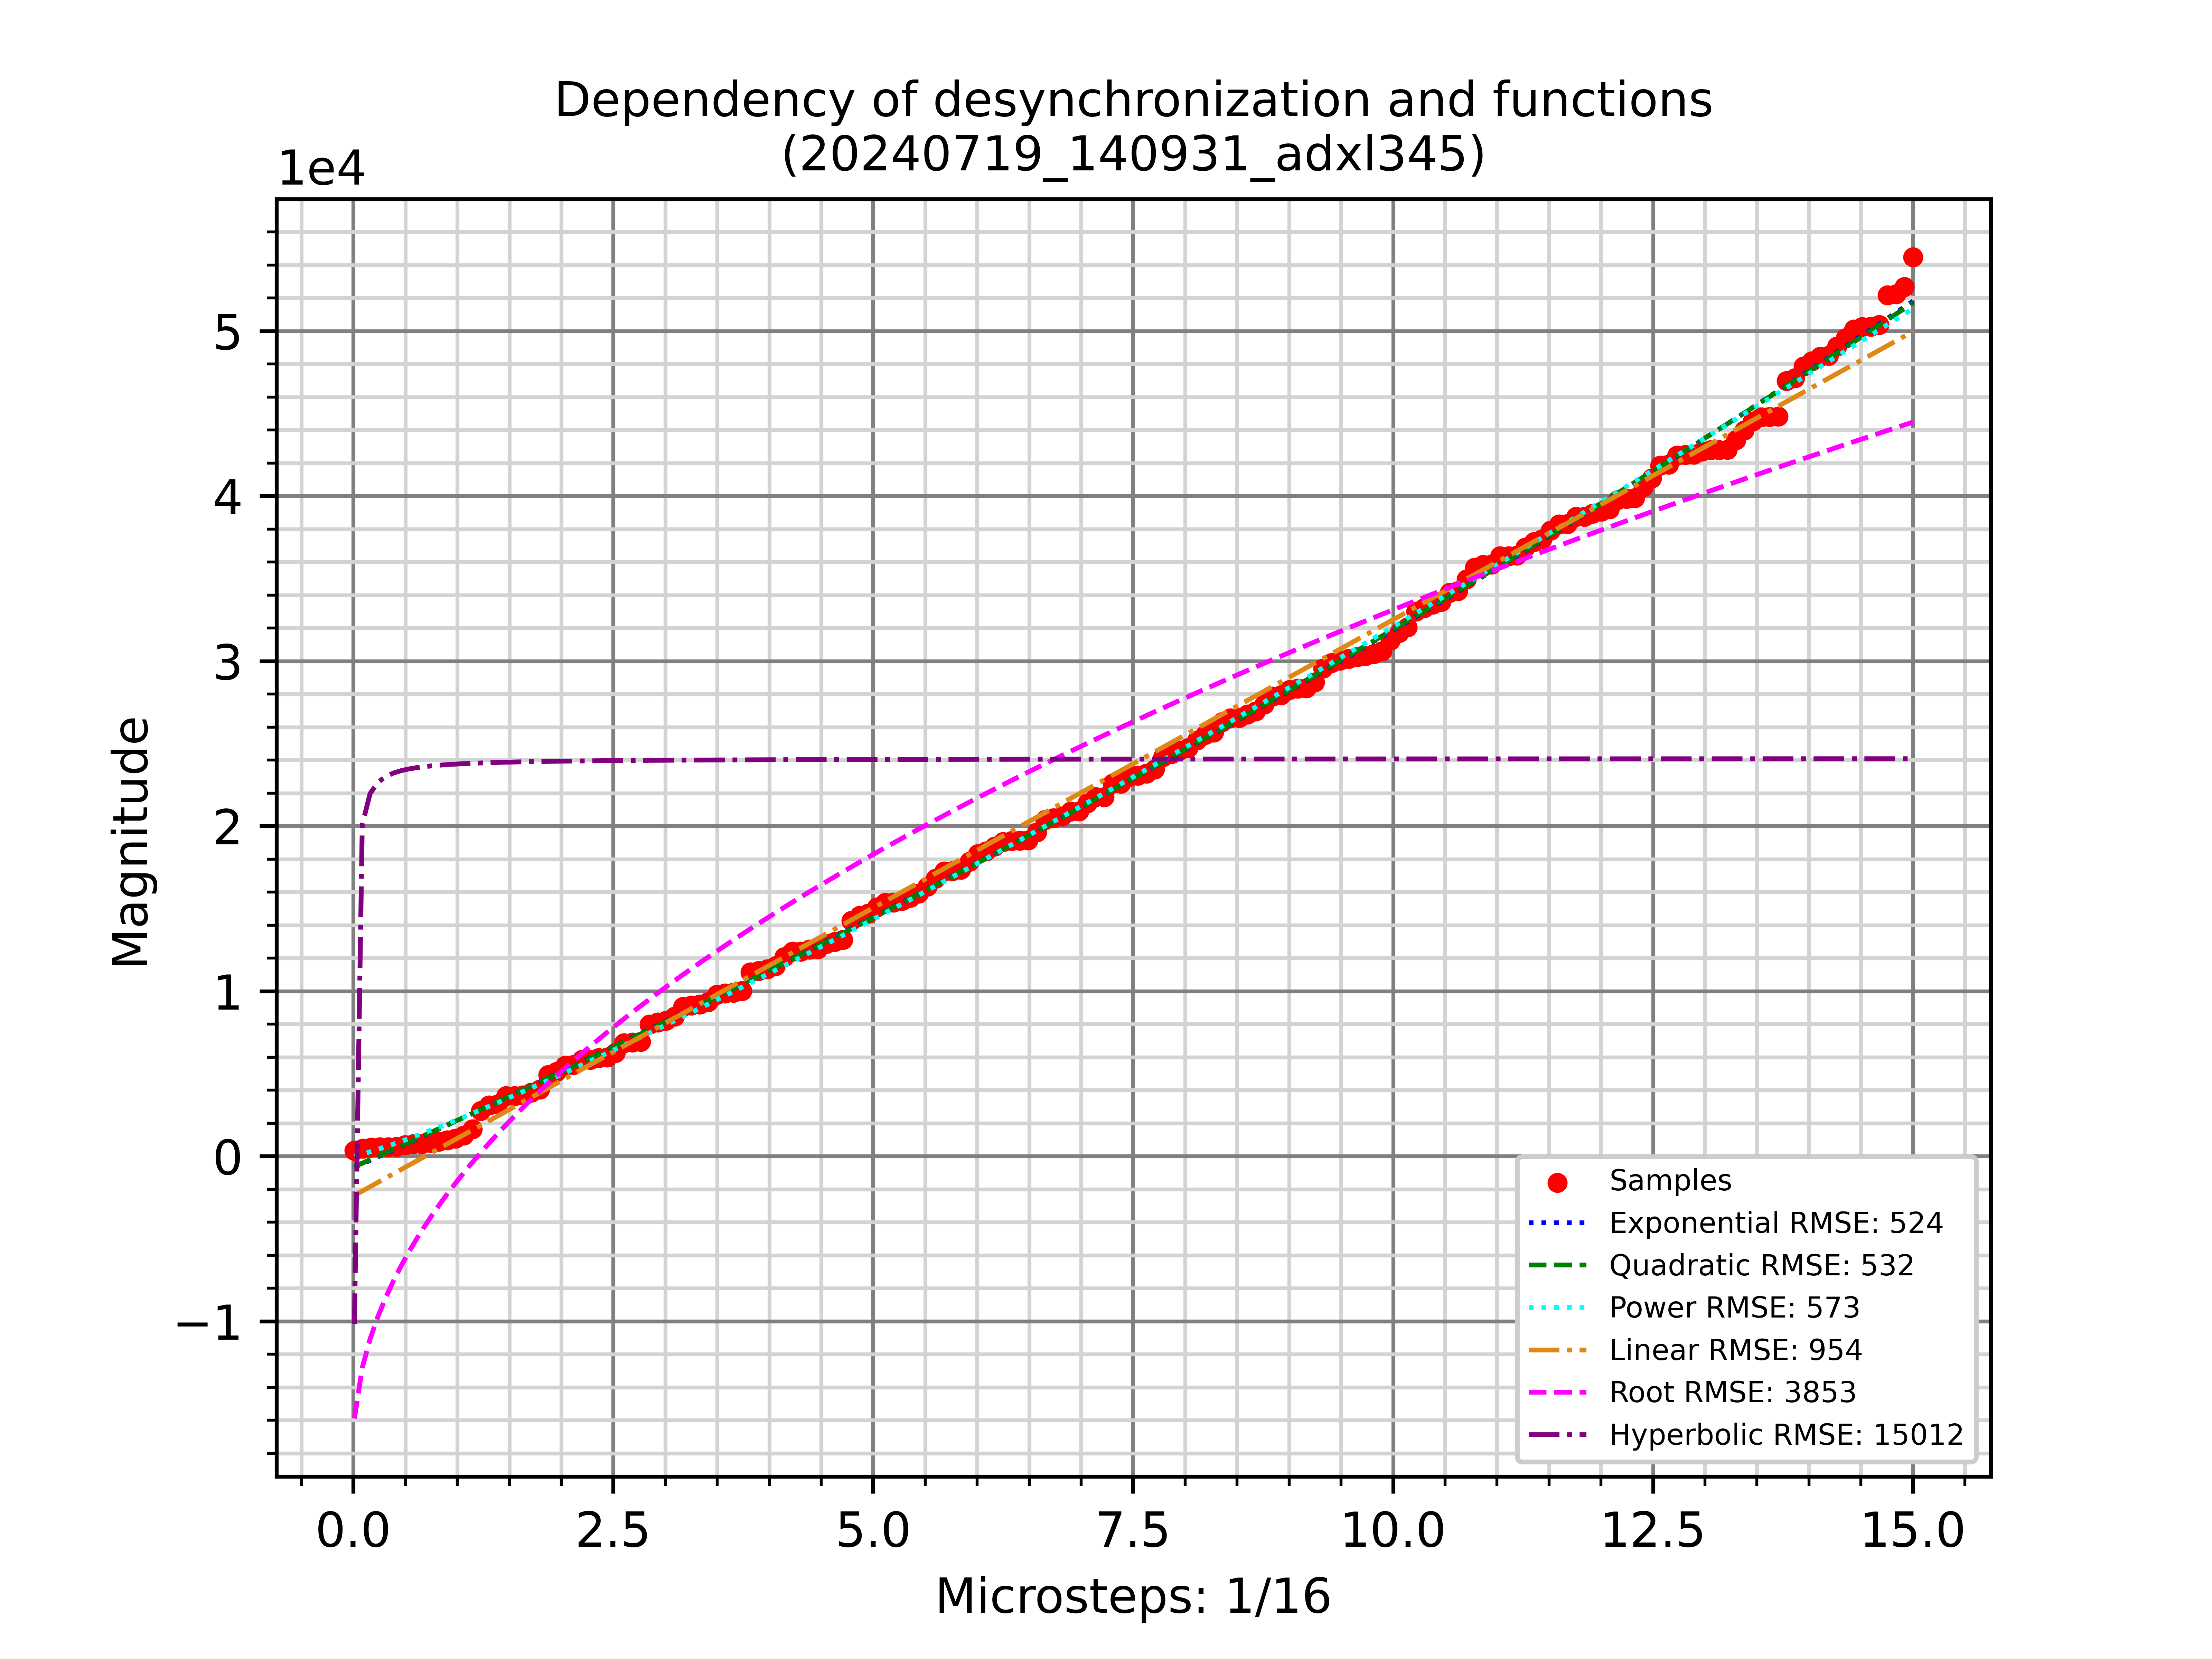 Dependency of desynchronization and functions
(20240719_140931_adxl345)
1e4
5
4
3
2
1
0
−1
Magnitude
Samples
Exponential RMSE: 524
Quadratic RMSE: 532
Power RMSE: 573
Linear RMSE: 954
Root RMSE: 3853
Hyperbolic RMSE: 15012
0.0 2.5 5.0 7.5 10.0 12.5 15.0
Microsteps: 1/16